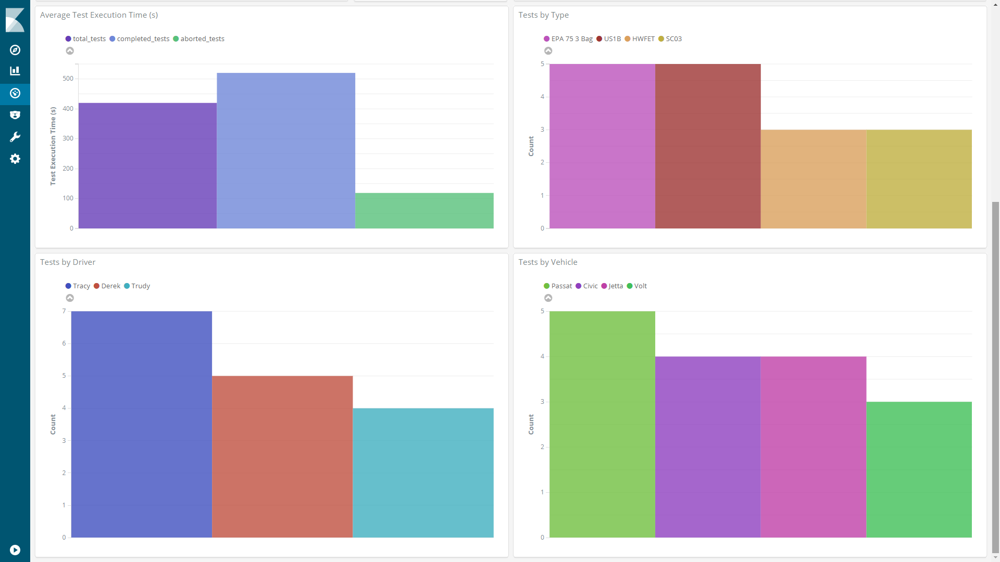 Average Test Execution Time (s)
total_tests completed_tests aborted_tests
500
400
300
200
100
0
Test Execution Time (s)
Tests by Type
EPA 75 3 Bag US1B HWFET SC03
5
4
3
2
1
0
Count
Tests by Driver
Tracy Derek Trudy
7
6
5
4
3
2
1
0
Count
Tests by Vehicle
Passat Civic Jetta Volt
5
4
3
2
1
0
Count